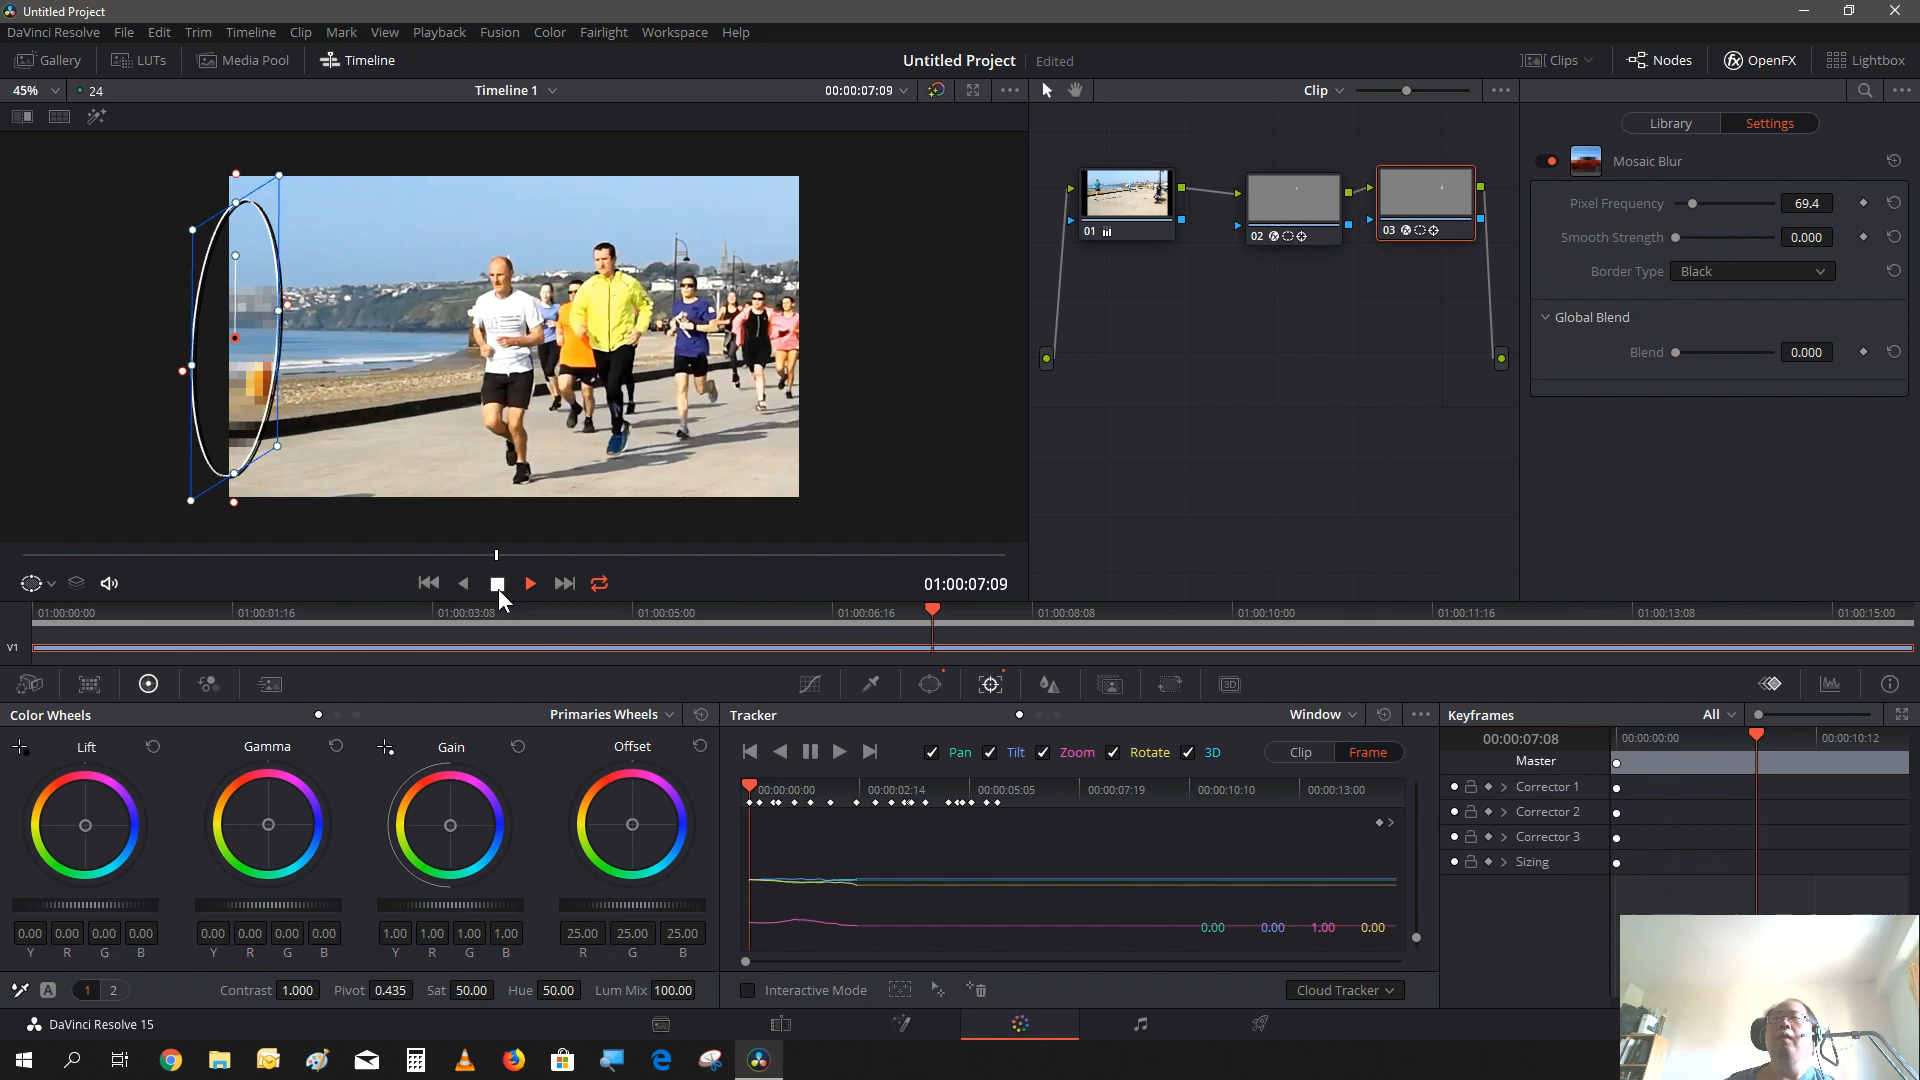 Untitled Project
DaVinci Resolve File Edit Trim Timeline Clip Mark View Playback Fusion Color Fairlight Workspace Help
Gallery LUTs Media Pool Timeline Untitled Project Edited Clips Nodes OpenFX Lightbox
45% 24 Timeline 1 00:00:07:09 Clip
Library Settings
Mosaic Blur
Pixel Frequency 69.4
Smooth Strength 0.000
Border Type Black
Global Blend
Blend 0.000
01
02
03
01:00:07:09
01:00:00:00 01:00:01:16 01:00:03:08 01:00:05:00 01:00:06:16 01:00:08:08 01:00:10:00 01:00:11:16 01:00:13:08 01:00:15:00
V1
3D
Color Wheels Primaries Wheels Tracker Window Keyframes All
Lift Gamma Gain Offset
Pan Tilt Zoom Rotate 3D Clip Frame
00:00:00:00 00:00:02:14 00:00:05:05 00:00:07:19 00:00:10:10 00:00:13:00
0.00 0.00 1.00 0.00
00:00:07:08 00:00:00:00 00:00:10:12
Master
Corrector 1
Corrector 2
Corrector 3
Sizing
0.00 0.00 0.00 0.00 0.00 0.00 0.00 0.00 1.00 1.00 1.00 1.00 25.00 25.00 25.00
Y R G B Y R G B Y R G B R G B
A 1 2 Contrast 1.000 Pivot 0.435 Sat 50.00 Hue 50.00 Lum Mix 100.00
Interactive Mode Cloud Tracker
DaVinci Resolve 15